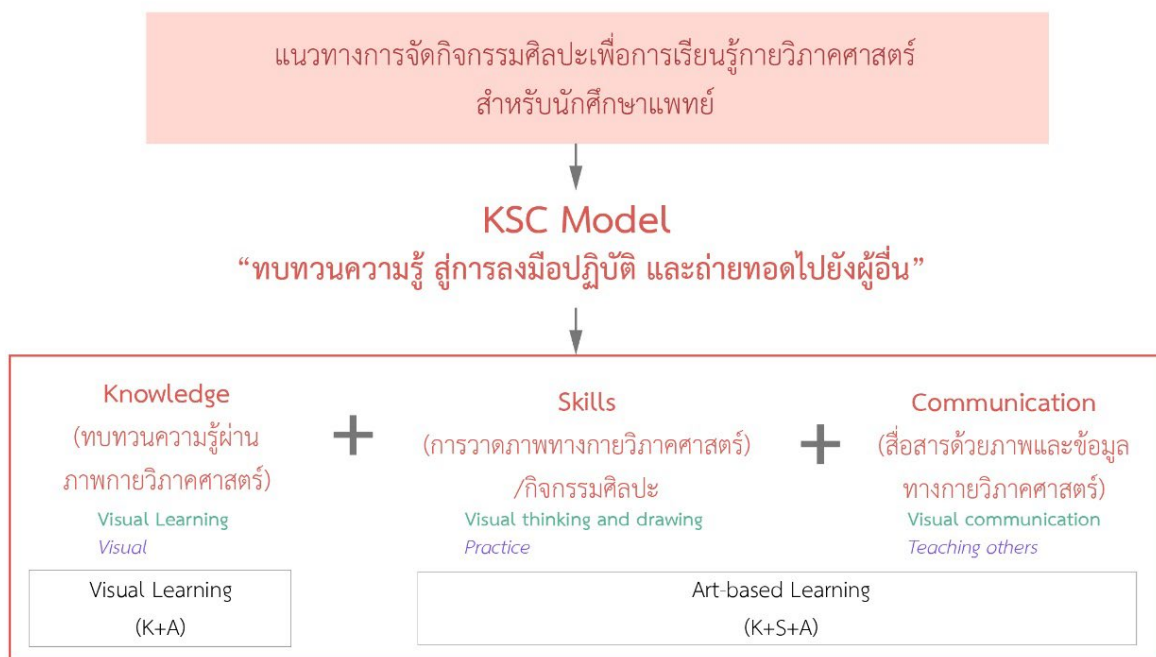 แนวทางการจัดกิจกรรมศิลปะเพื่อการเรียนรู้กายวิภาคศาสตร์
สำหรับนักศึกษาแพทย์
KSC Model
“ทบทวนความรู้ สู่การลงมือปฏิบัติ และถ่ายทอดไปยังผู้อื่น”
Knowledge
(ทบทวนความรู้ผ่าน
ภาพกายวิภาคศาสตร์)
Visual Learning
Visual
+
Skills
(การวาดภาพทางกายวิภาคศาสตร์)
/กิจกรรมศิลปะ
Visual thinking and drawing
Practice
+
Communication
(สื่อสารด้วยภาพและข้อมูล
ทางกายวิภาคศาสตร์)
Visual communication
Teaching others
Visual Learning
(K+A)
Art-based Learning
(K+S+A)